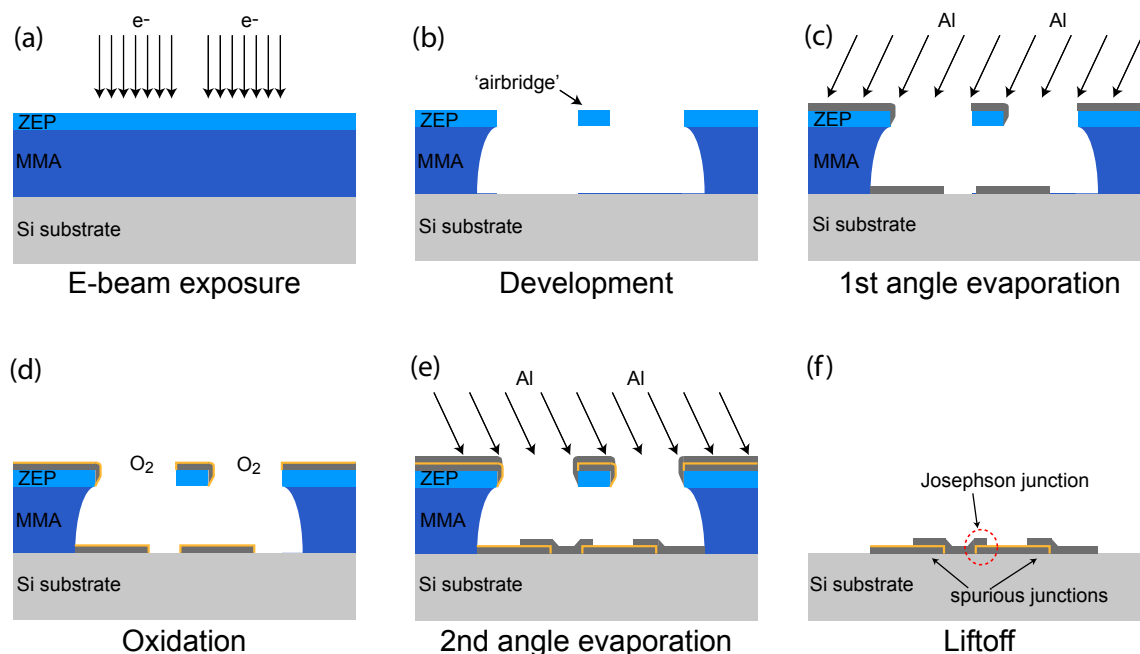 (a)
e-
e-
ZEP
MMA
Si substrate
E-beam exposure
(b)
'airbridge'
ZEP
MMA
Si substrate
Development
(c)
Al
Al
ZEP
MMA
Si substrate
1st angle evaporation
(d)
O2
O2
ZEP
MMA
Si substrate
Oxidation
(e)
Al
Al
ZEP
MMA
Si substrate
2nd angle evaporation
(f)
Josephson junction
Si substrate
spurious junctions
Liftoff